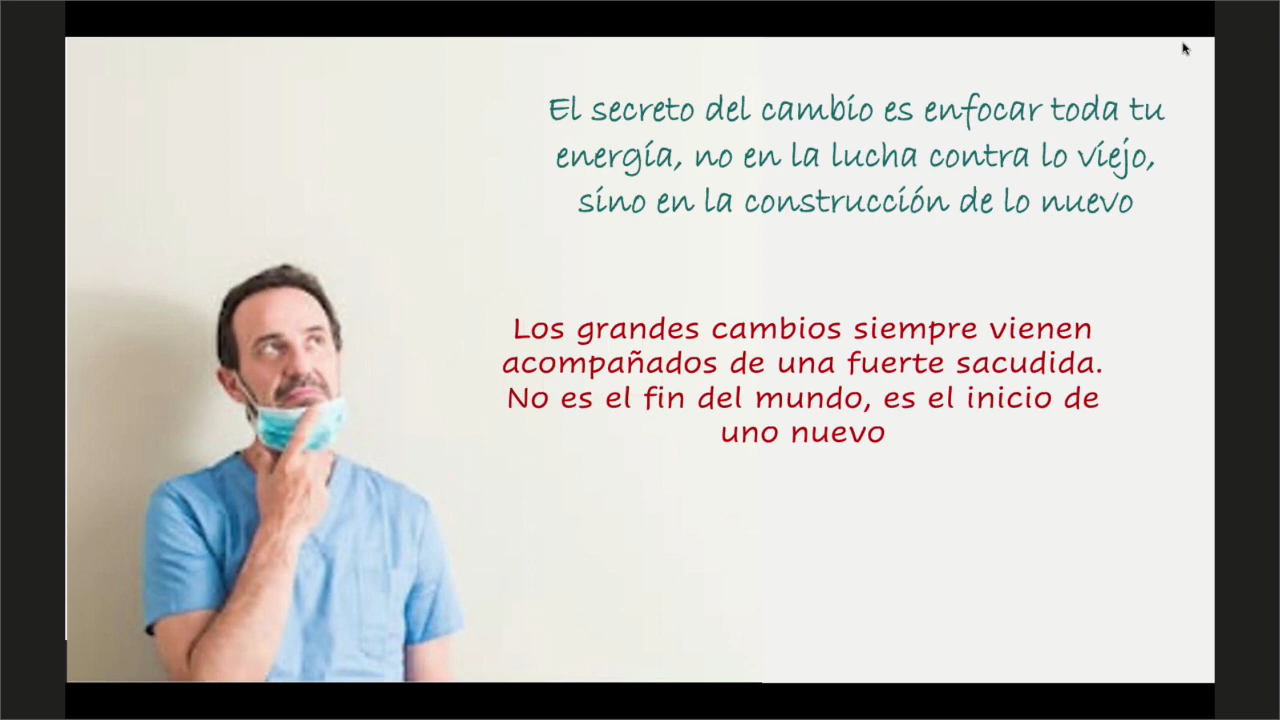 El secreto del cambio es enfocar toda tu
energía, no en la lucha contra lo viejo,
sino en la construcción de lo nuevo
Los grandes cambios siempre vienen
acompañados de una fuerte sacudida.
No es el fin del mundo, es el inicio de
uno nuevo